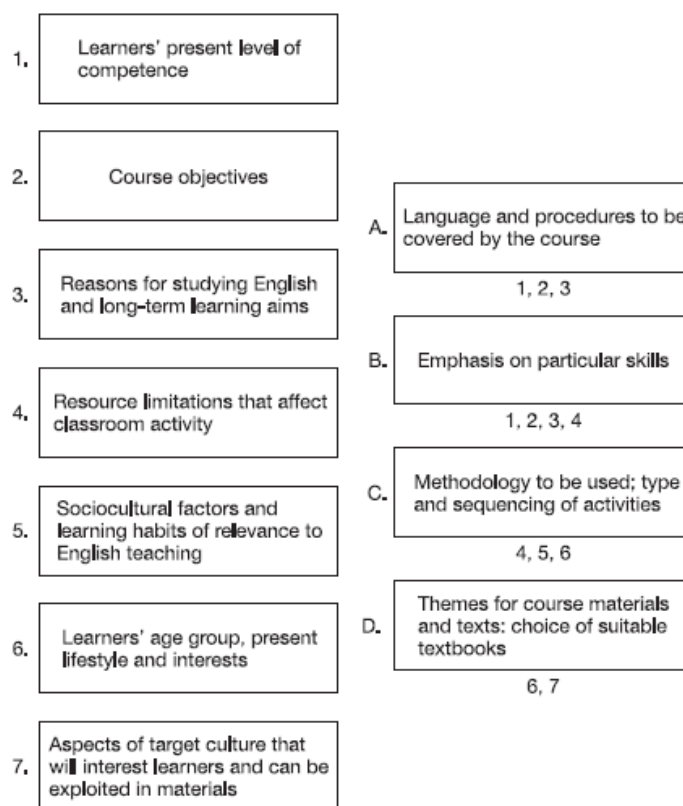 1.
Learners' present level of
competence
2.
Course objectives
3.
Reasons for studying English
and long-term learning aims
4.
Resource limitations that affect
classroom activity
5.
Sociocultural factors and
learning habits of relevance to
English teaching
6.
Learners' age group, present
lifestyle and interests
7.
Aspects of target culture that
will interest learners and can be
exploited in materials
A.
Language and procedures to be
covered by the course
1, 2, 3
B.
Emphasis on particular skills
1, 2, 3, 4
C.
Methodology to be used; type
and sequencing of activities
4, 5, 6
D.
Themes for course materials
and texts: choice of suitable
textbooks
6, 7